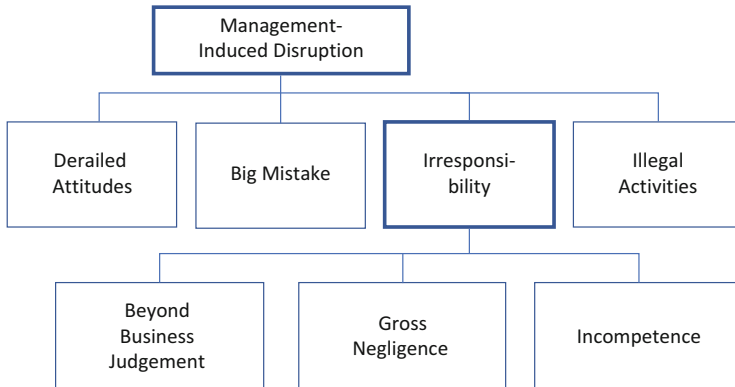 Management-
Induced Disruption
Derailed
Attitudes
Big Mistake
Irresponsi-
bility
Illegal
Activities
Beyond
Business
Judgement
Gross
Negligence
Incompetence